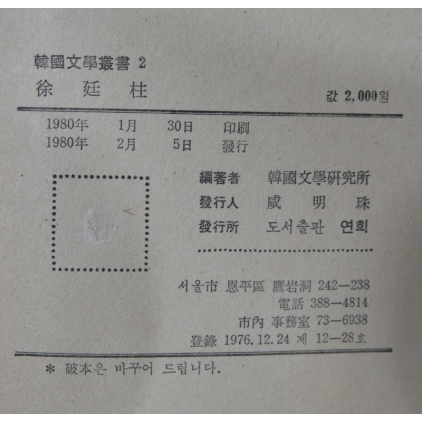 韓國文學叢書 2
徐廷柱 값 2,000원
1980年 1月 30日 印刷
1980年 2月 5日 發行
編著者 韓國文學硏究所
發行人 咸明珠
發行所 도서출판 연희
서울市 恩平區 鷹岩洞 242-238
電話 388-4814
市內 事務室 73-6938
登錄 1976.12.24 제 12-28호
* 破本은 바꾸어 드립니다.